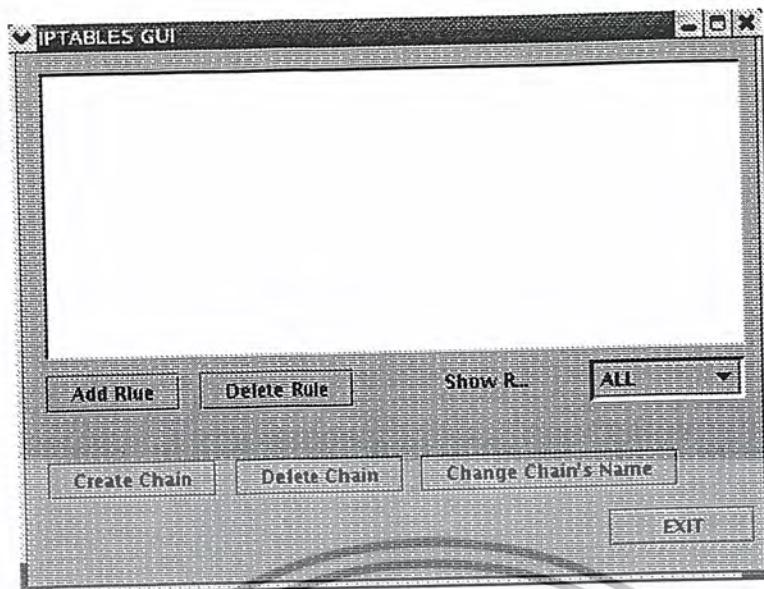 IPTABLES GUI
Add Rlue Delete Rule Show R... ALL
Create Chain Delete Chain Change Chain's Name
EXIT